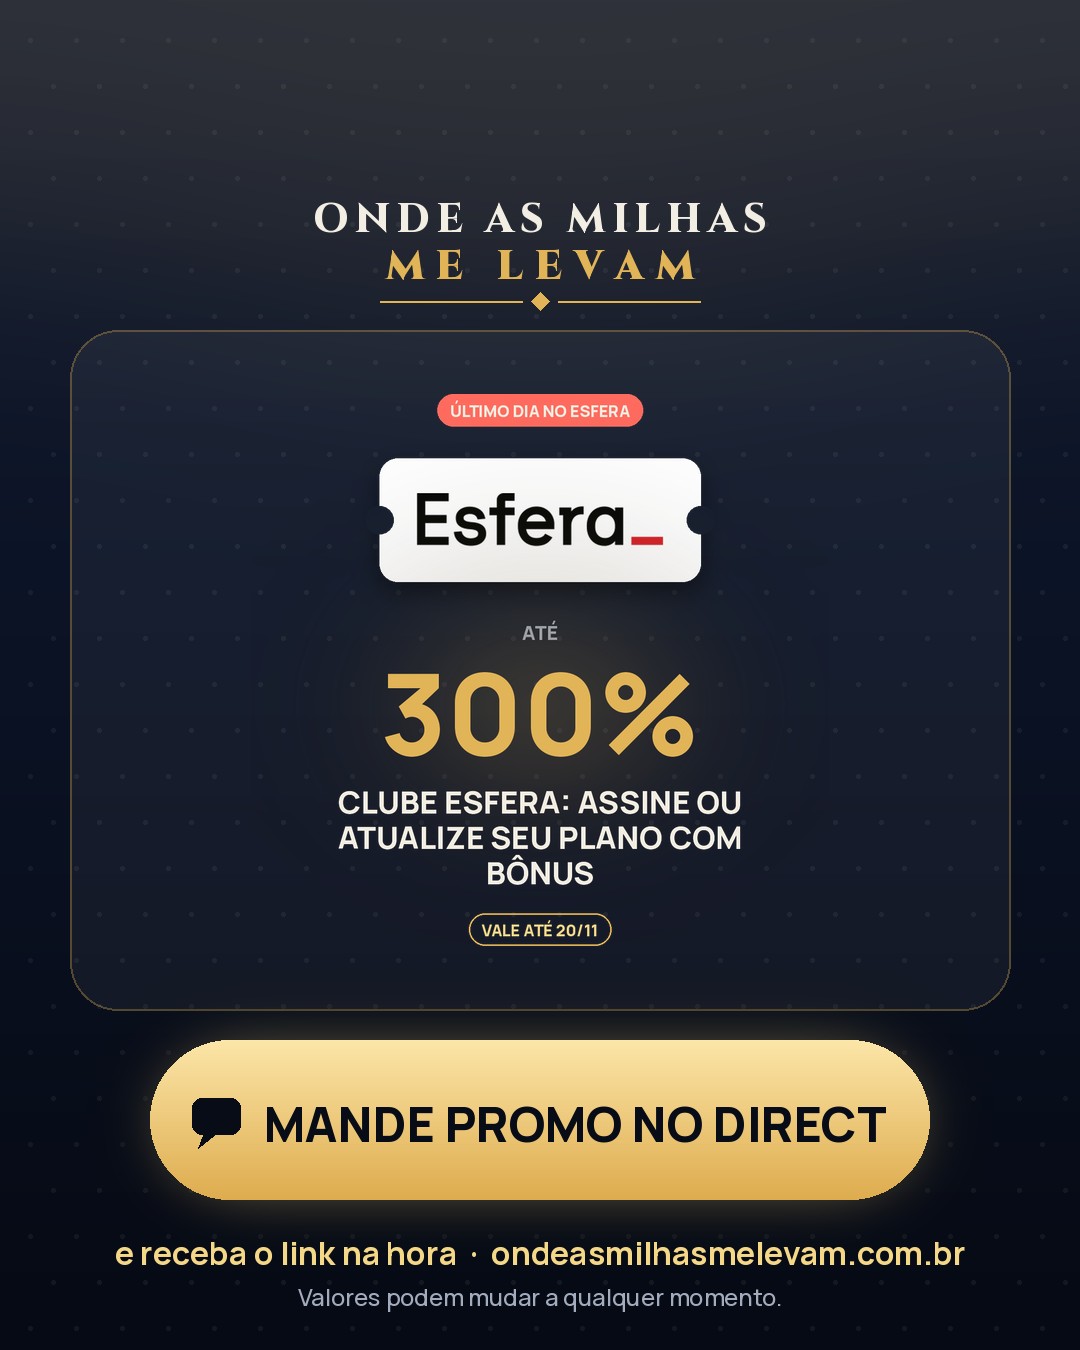 ONDE AS MILHAS
ME LEVAM
ÚLTIMO DIA NO ESFERA
Esfera_
ATÉ
300%
CLUBE ESFERA: ASSINE OU
ATUALIZE SEU PLANO COM
BÔNUS
VALE ATÉ 20/11
MANDE PROMO NO DIRECT
e receba o link na hora · ondeasmilhasmelevam.com.br
Valores podem mudar a qualquer momento.